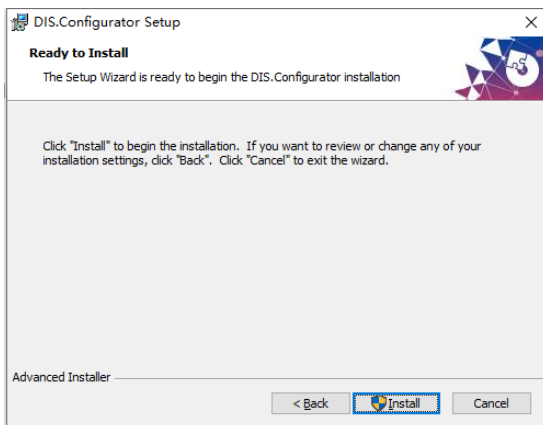 DIS.Configurator Setup
Ready to Install
The Setup Wizard is ready to begin the DIS.Configurator installation
Click "Install" to begin the installation. If you want to review or change any of your
installation settings, click "Back". Click "Cancel" to exit the wizard.
Advanced Installer
< Back
Install
Cancel